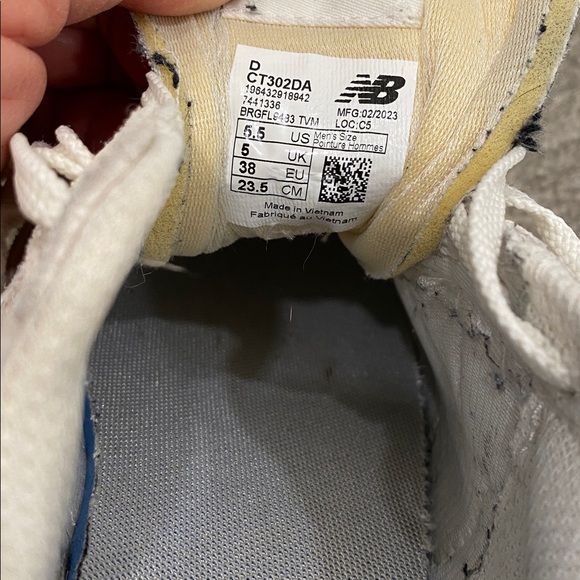 D
CT302DA
196432918942
7441336
BRGFL9483 TVM
NB
MFG:02/2023
LOC:C5
5.5 US Men's Size
Pointure Hommes
5 UK
38 EU
23.5 CM
Made in Vietnam
Fabriqué au Vietnam